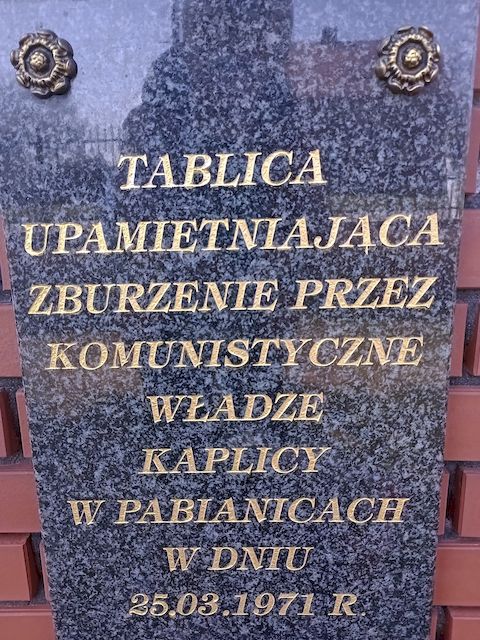 TABLICA
UPAMIETNIAJĄCA
ZBURZENIE PRZEZ
KOMUNISTYCZNE
WŁADZE
KAPLICY
W PABIANICACH
W DNIU
25.03.1971 R.